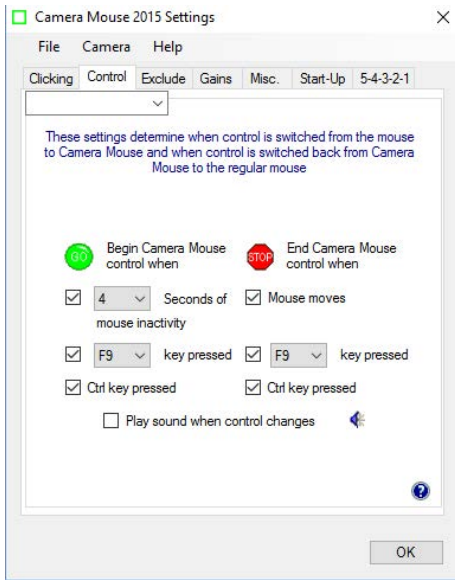 Camera Mouse 2015 Settings
File Camera Help
Clicking Control Exclude Gains Misc. Start-Up 5-4-3-2-1
These settings determine when control is switched from the mouse
to Camera Mouse and when control is switched back from Camera
Mouse to the regular mouse
GO Begin Camera Mouse
control when
STOP End Camera Mouse
control when
4 Seconds of
mouse inactivity
Mouse moves
F9 key pressed F9 key pressed
Ctrl key pressed Ctrl key pressed
Play sound when control changes
?
OK